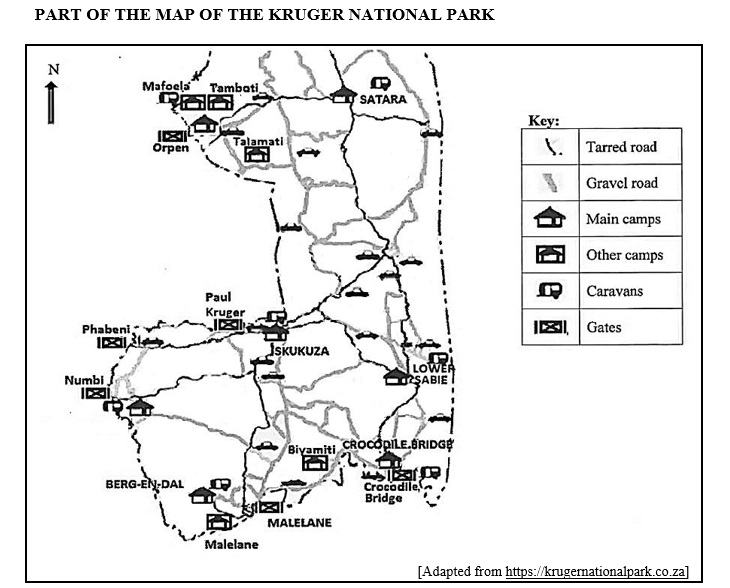 PART OF THE MAP OF THE KRUGER NATIONAL PARK
N
Mafoela Tamboti
SATARA
Orpen
Talamati
Key:
Tarred road
Gravel road
Main camps
Other camps
Caravans
Gates
Paul
Kruger
Phabeni
SKUKUZA
Numbi
LOWER
SABIE
Biyamiti
CROCODILE.BRIDGE
BERG-EN-DAL
Crocodile
Bridge
MALELANE
Malelane
[Adapted from https://krugernationalpark.co.za]